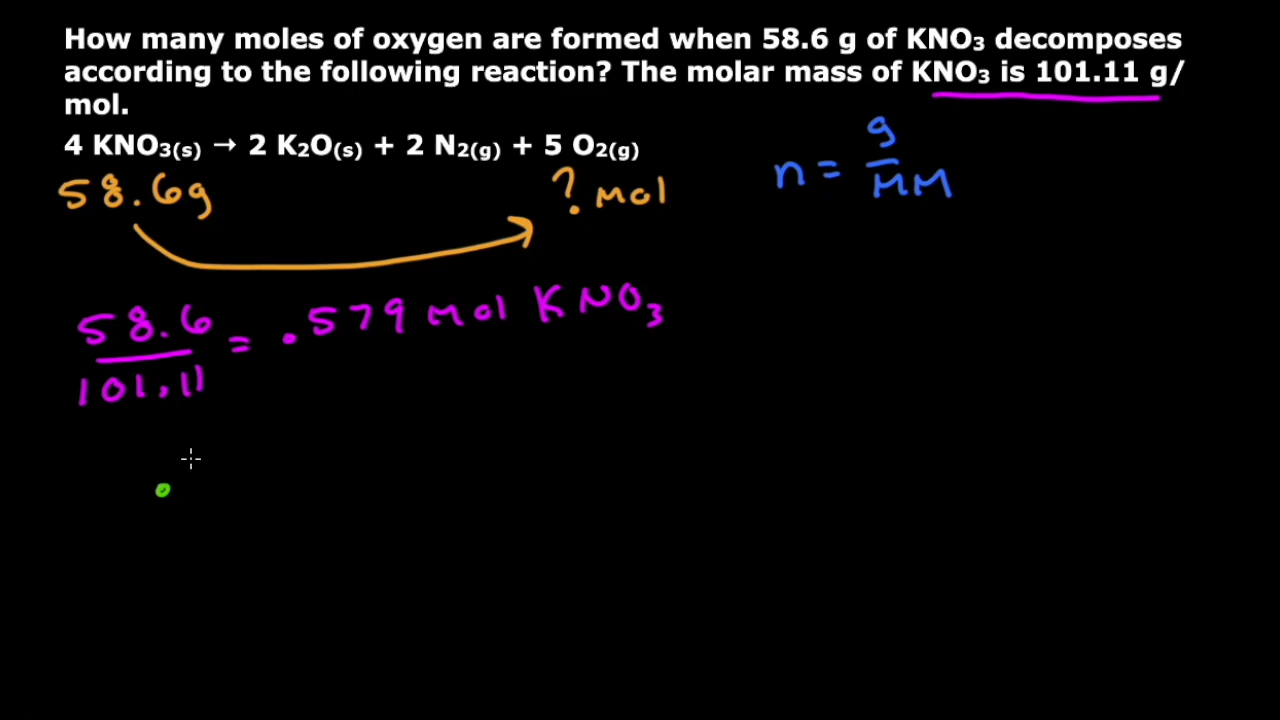 How many moles of oxygen are formed when 58.6 g of KNO₃ decomposes
according to the following reaction? The molar mass of KNO₃ is 101.11 g/
mol.
4 KNO₃₍ₛ₎ → 2 K₂O₍ₛ₎ + 2 N₂(g) + 5 O₂(g)
58.6g ? mol
n = g/MM
58.6/101.11 = .579 mol KNO₃